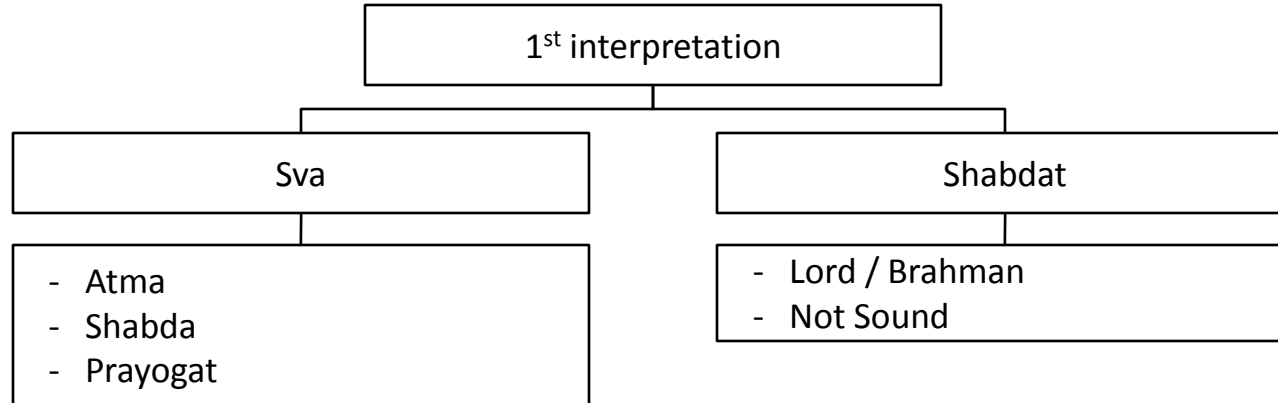 1st interpretation
Sva
Shabdat
- Atma
- Shabda
- Prayogat
- Lord / Brahman
- Not Sound